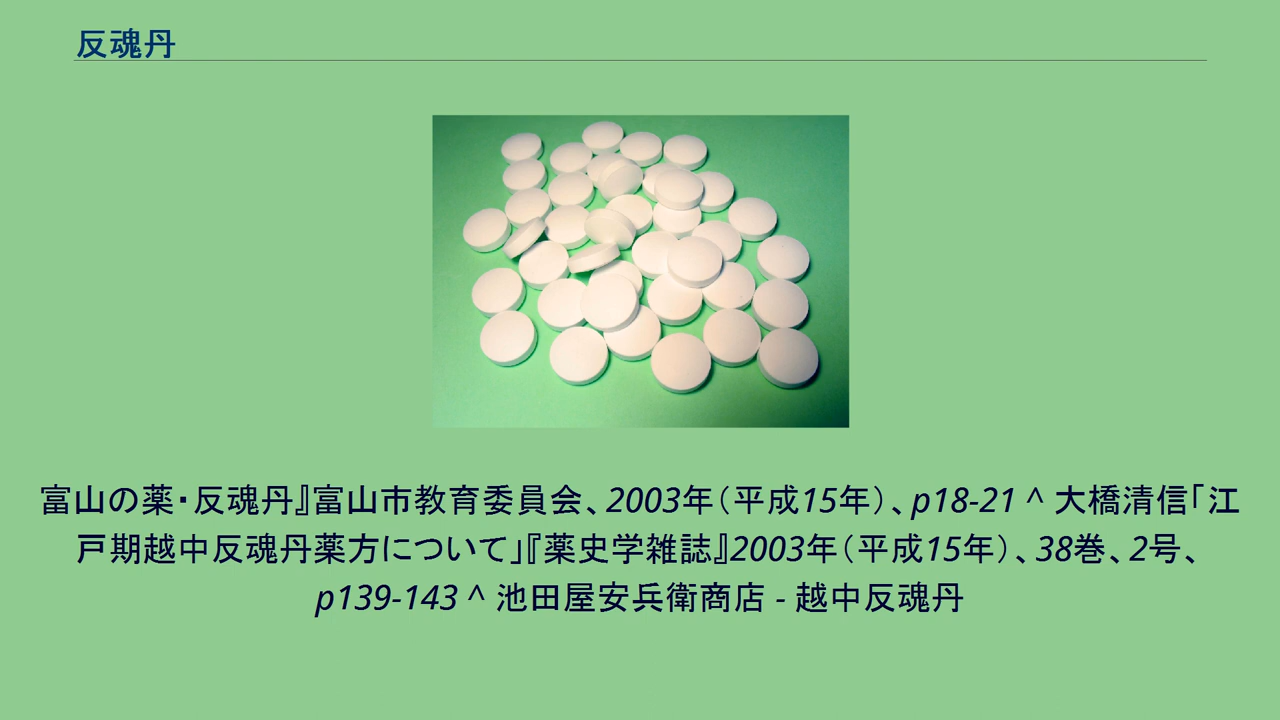 反魂丹
富山の薬・反魂丹』富山市教育委員会、2003年（平成15年）、p18-21 ^ 大橋清信「江
戸期越中反魂丹薬方について」『薬史学雑誌』2003年（平成15年）、38巻、2号、
p139-143 ^ 池田屋安兵衛商店 - 越中反魂丹